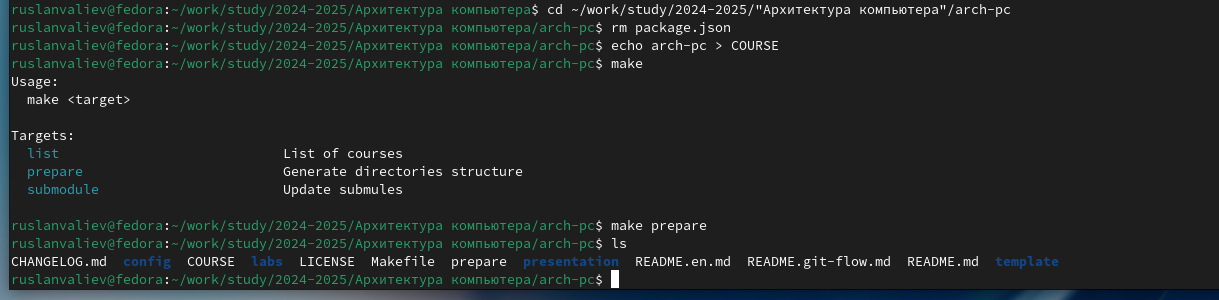 ruslanvaliev@fedora:~/work/study/2024-2025/Архитектура компьютера$ cd ~/work/study/2024-2025/"Архитектура компьютера"/arch-pc
ruslanvaliev@fedora:~/work/study/2024-2025/Архитектура компьютера/arch-pc$ rm package.json
ruslanvaliev@fedora:~/work/study/2024-2025/Архитектура компьютера/arch-pc$ echo arch-pc > COURSE
ruslanvaliev@fedora:~/work/study/2024-2025/Архитектура компьютера/arch-pc$ make
Usage:
  make <target>

Targets:
  list                            List of courses
  prepare                         Generate directories structure
  submodule                       Update submules

ruslanvaliev@fedora:~/work/study/2024-2025/Архитектура компьютера/arch-pc$ make prepare
ruslanvaliev@fedora:~/work/study/2024-2025/Архитектура компьютера/arch-pc$ ls
CHANGELOG.md  config  COURSE  labs  LICENSE  Makefile  prepare  presentation  README.en.md  README.git-flow.md  README.md  template
ruslanvaliev@fedora:~/work/study/2024-2025/Архитектура компьютера/arch-pc$